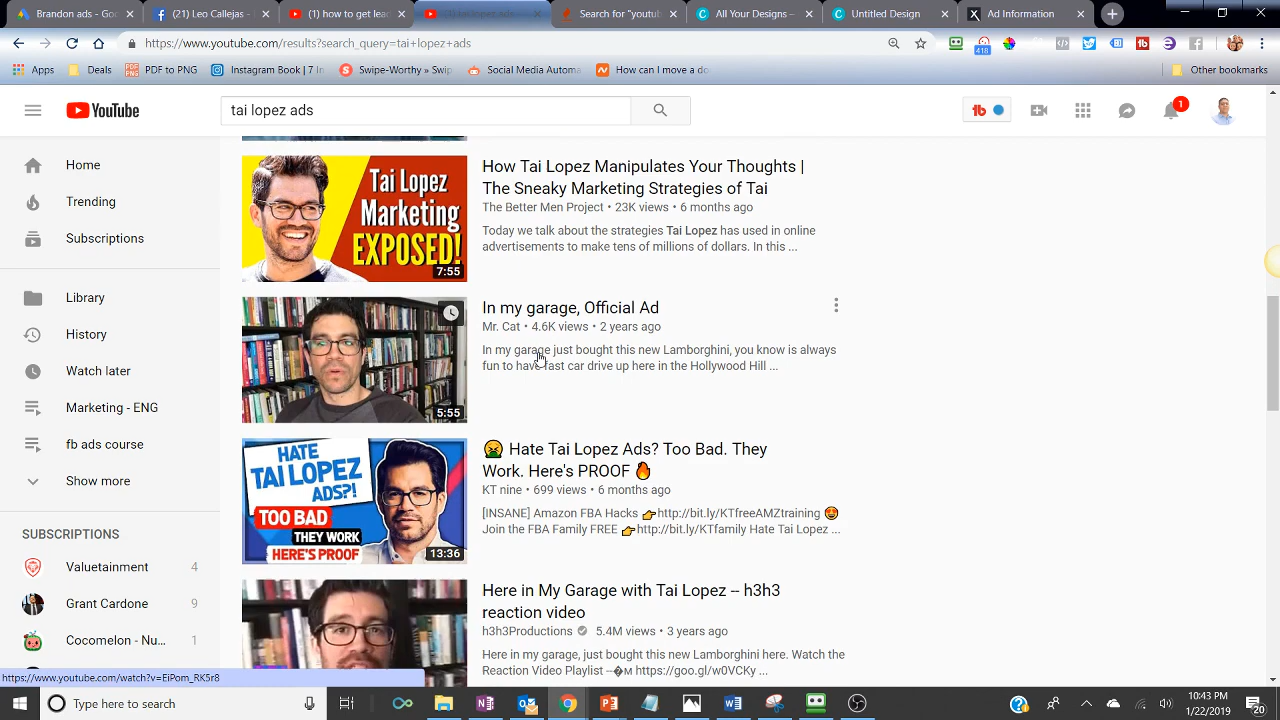 Brandon ads - Goo
(2) Leo Callejas -
(1) how to get lead
(1) tai lopez ads
Search for "youtub
All Your Designs –
Untitled Design
Ad Information
https://www.youtube.com/results?search_query=tai+lopez+ads
418
Apps
Deals
PDF to PNG
Instagram Book | 7 In
Swipe-Worthy » Swip
Social Media Automa
How can I move a do
Other bookmarks
YouTube
tai lopez ads
1
Home
Trending
Subscriptions
Library
History
Watch later
Marketing - ENG
fb ads course
Show more
SUBSCRIPTIONS
Valuetainment 4
Grant Cardone 9
Cocomelon - Nu... 1
Tai Lopez
Marketing
EXPOSED!
7:55
How Tai Lopez Manipulates Your Thoughts |
The Sneaky Marketing Strategies of Tai
The Better Men Project • 23K views • 6 months ago
Today we talk about the strategies Tai Lopez has used in online
advertisements to make tens of millions of dollars. In this ...
5:55
In my garage, Official Ad
Mr. Cat • 4.6K views • 2 years ago
In my garage just bought this new Lamborghini, you know is always
fun to have fast car drive up here in the Hollywood Hill ...
HATE
TAI LOPEZ
ADS?!
TOO BAD
THEY WORK
HERE'S PROOF
13:36
🤮 Hate Tai Lopez Ads? Too Bad. They
Work. Here's PROOF 🔥
KT nine • 699 views • 6 months ago
[INSANE] Amazon FBA Hacks 👉http://bit.ly/KTfreeAMZtraining 😍
Join the FBA Family FREE 👉http://bit.ly/KTfamily Hate Tai Lopez ...
Here in My Garage with Tai Lopez -- h3h3
reaction video
h3h3Productions 5.4M views • 3 years ago
Here in my garage, just bought this new Lamborghini here. Watch the
Reaction Video Playlist --�м https://goo.gl/w0VCKy ...
https://www.youtube.com/watch?v=EIPom_RK5r8
Type here to search
10:43 PM
1/22/2019
20